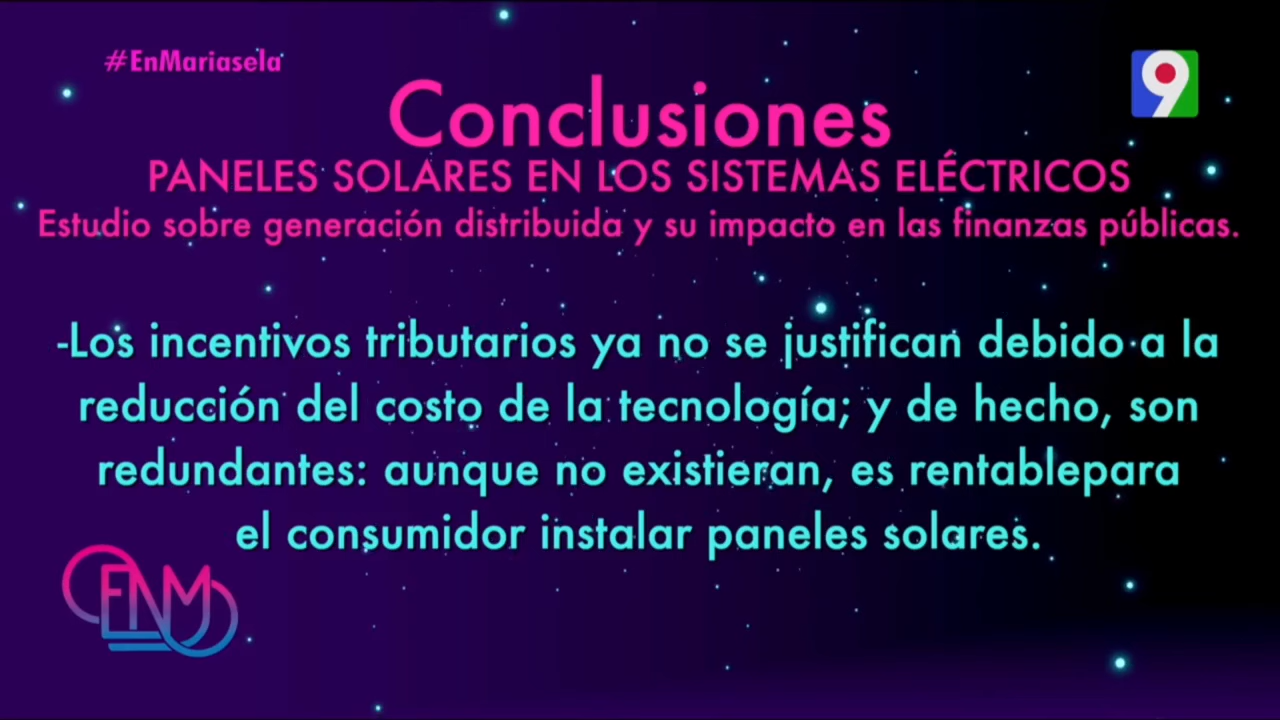 #EnMariasela
9
Conclusiones
PANELES SOLARES EN LOS SISTEMAS ELÉCTRICOS
Estudio sobre generación distribuida y su impacto en las finanzas públicas.
-Los incentivos tributarios ya no se justifican debido a la
reducción del costo de la tecnología; y de hecho, son
redundantes: aunque no existieran, es rentablepara
el consumidor instalar paneles solares.
ENM